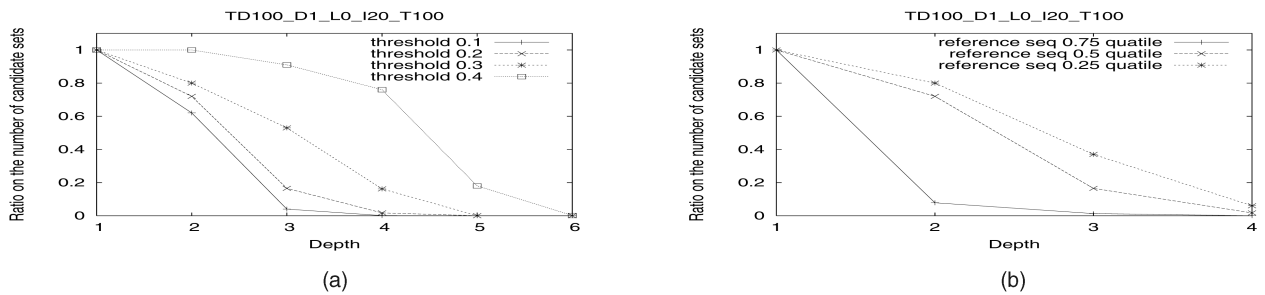 TD100_D1_L0_I20_T100
Ratio on the number of candidate sets
1
0.8
0.6
0.4
0.2
0
threshold 0.1
threshold 0.2
threshold 0.3
threshold 0.4
1 2 3 4 5 6
Depth
(a)
TD100_D1_L0_I20_T100
Ratio on the number of candidate sets
1
0.8
0.6
0.4
0.2
0
reference seq 0.75 quatile
reference seq 0.5 quatile
reference seq 0.25 quatile
1 2 3 4
Depth
(b)